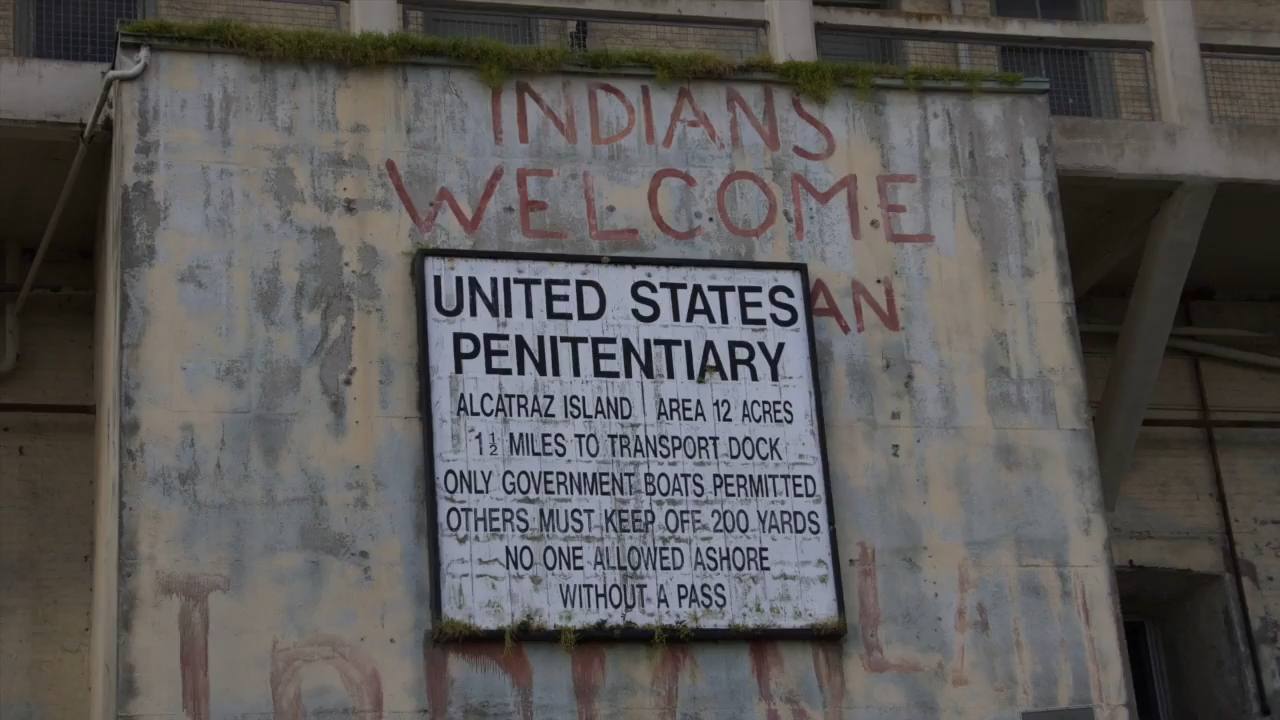 INDIANS
WELCOME
UNITED STATES
PENITENTIARY
ALCATRAZ ISLAND AREA 12 ACRES
1½ MILES TO TRANSPORT DOCK
ONLY GOVERNMENT BOATS PERMITTED
OTHERS MUST KEEP OFF 200 YARDS
NO ONE ALLOWED ASHORE
WITHOUT A PASS